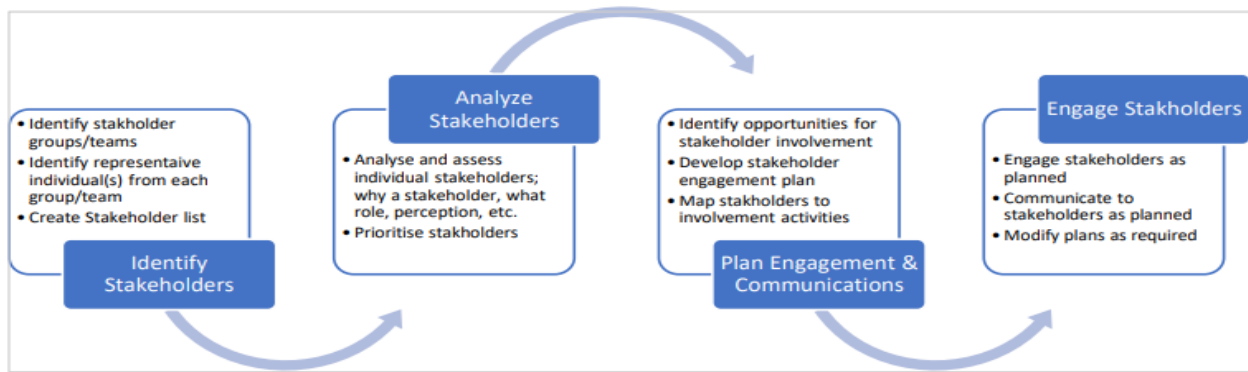 • Identify stakholder
groups/teams
• Identify representaive
individual(s) from each
group/team
• Create Stakeholder list
Identify
Stakeholders
Analyze
Stakeholders
• Analyse and assess
individual stakeholders;
why a stakeholder, what
role, perception, etc.
• Prioritise stakholders
• Identify opportunities for
stakeholder involvement
• Develop stakeholder
engagement plan
• Map stakholders to
involvement activities
Plan Engagement &
Communications
Engage Stakholders
• Engage stakeholders as
planned
• Communicate to
stakeholders as planned
• Modify plans as required